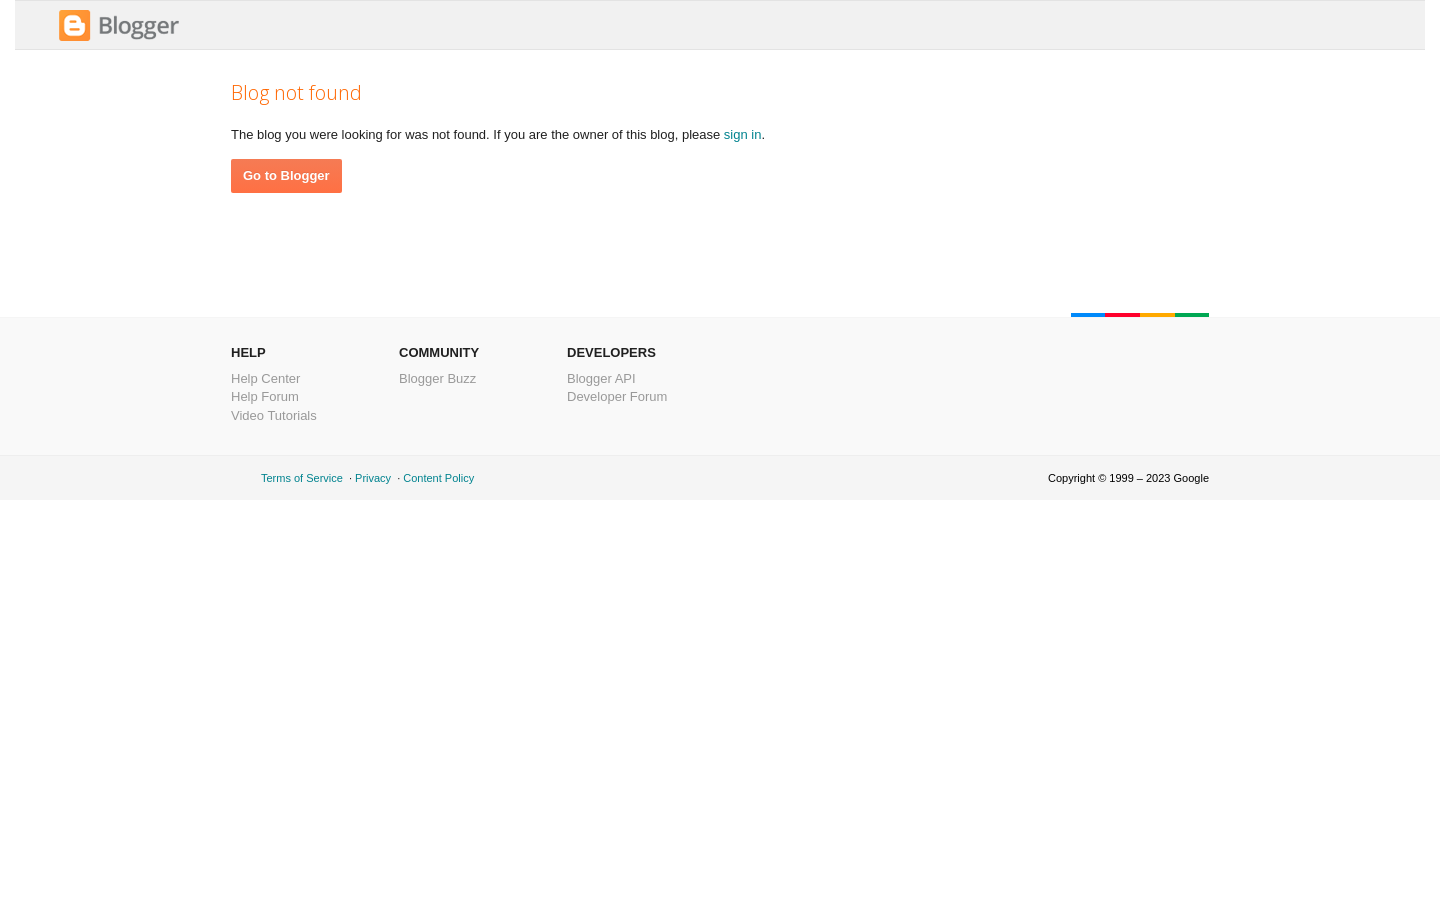 Blogger
Blog not found
The blog you were looking for was not found. If you are the owner of this blog, please sign in.
Go to Blogger
HELP
Help Center
Help Forum
Video Tutorials
COMMUNITY
Blogger Buzz
DEVELOPERS
Blogger API
Developer Forum
Terms of Service · Privacy · Content Policy
Copyright © 1999 – 2023 Google